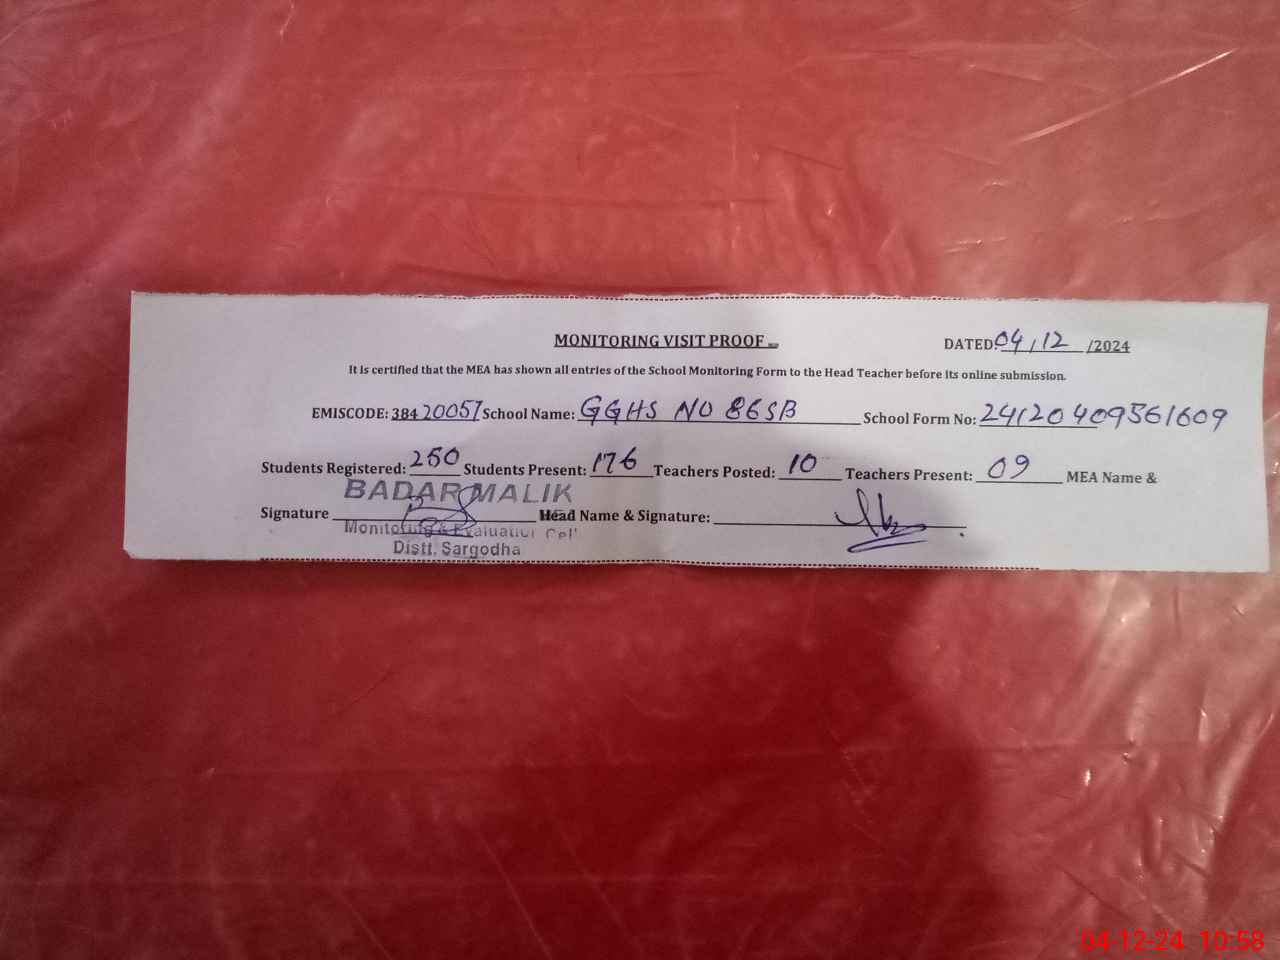 MONITORING VISIT PROOF
DATED: 04/12/2024
It is certified that the MEA has shown all entries of the School Monitoring Form to the Head Teacher before its online submission.
EMISCODE: 38420057 School Name: GGHS NO 86SB School Form No: 24120409561609
Students Registered: 250 Students Present: 176 Teachers Posted: 10 Teachers Present: 09 MEA Name &
BADAR MALIK
Signature Head Name & Signature:
Monitoring & Evaluation Cell
Distt. Sargodha
04-12-24 10:58